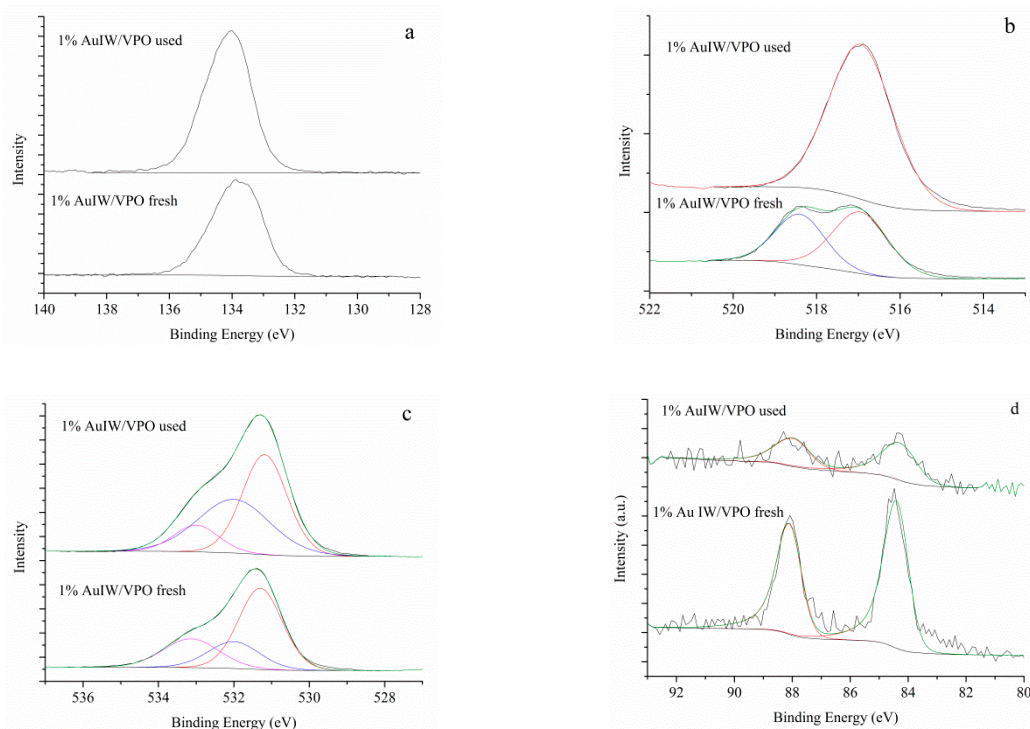 a
1% AuIW/VPO used
1% AuIW/VPO fresh
Intensity
140 138 136 134 132 130 128
Binding Energy (eV)
b
1% AuIW/VPO used
1% AuIW/VPO fresh
Intensity
522 520 518 516 514
Binding Energy (eV)
c
1% AuIW/VPO used
1% AuIW/VPO fresh
Intensity
536 534 532 530 528
Binding Energy (eV)
d
1% AuIW/VPO used
1% Au IW/VPO fresh
Intensity (a.u.)
92 90 88 86 84 82 80
Binding Energy (eV)